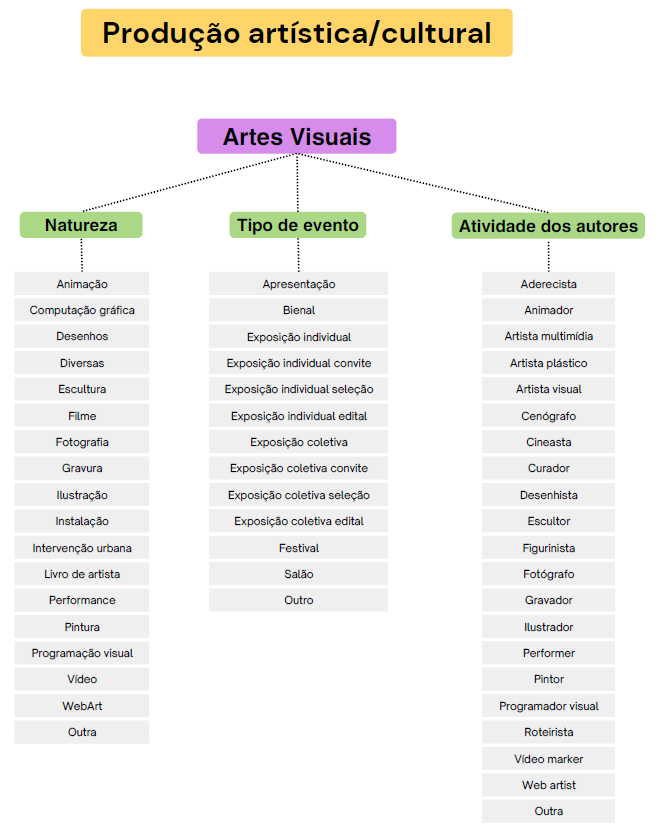 Produção artística/cultural
Artes Visuais
Natureza
Animação
Computação gráfica
Desenhos
Diversas
Escultura
Filme
Fotografia
Gravura
Ilustração
Instalação
Intervenção urbana
Livro de artista
Performance
Pintura
Programação visual
Vídeo
WebArt
Outra
Tipo de evento
Apresentação
Bienal
Exposição individual
Exposição individual convite
Exposição individual seleção
Exposição individual edital
Exposição coletiva
Exposição coletiva convite
Exposição coletiva seleção
Exposição coletiva edital
Festival
Salão
Outro
Atividade dos autores
Aderecista
Animador
Artista multimídia
Artista plástico
Artista visual
Cenógrafo
Cineasta
Curador
Desenhista
Escultor
Figurinista
Fotógrafo
Gravador
Ilustrador
Performer
Pintor
Programador visual
Roteirista
Vídeo marker
Web artist
Outra